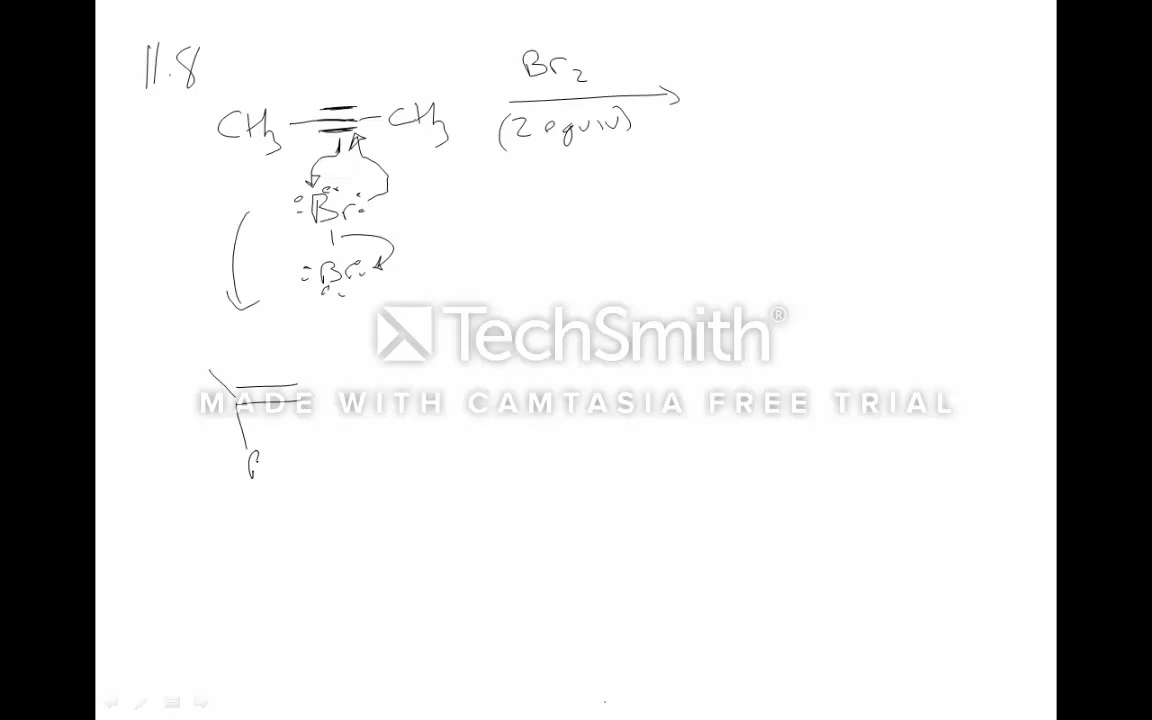 11.8
Br2
CH3 CH3
(2 equiv)
:Br:
:Br:
TechSmith®
MADE WITH CAMTASIA FREE TRIAL